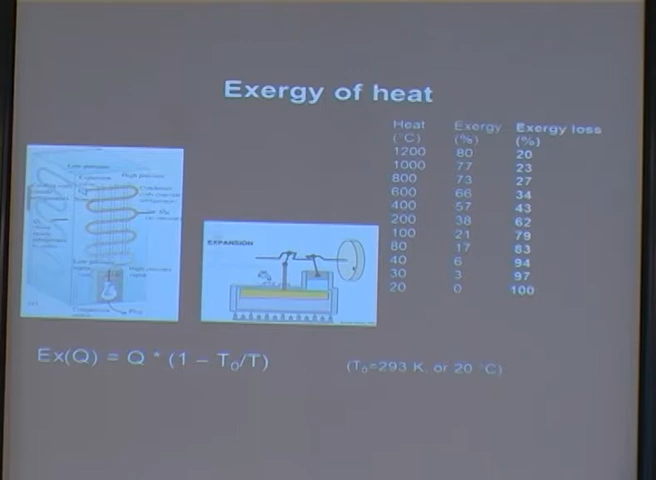 Exergy of heat
Heat Exergy Exergy loss
(°C) (%) (%)
1200 80 20
1000 77 23
800 73 27
600 66 34
400 57 43
200 38 62
100 21 79
80 17 83
40 6 94
30 3 97
20 0 100
EXPANSION
Ex(Q) = Q * (1 – T₀/T)
(T₀=293 K, or 20 °C)